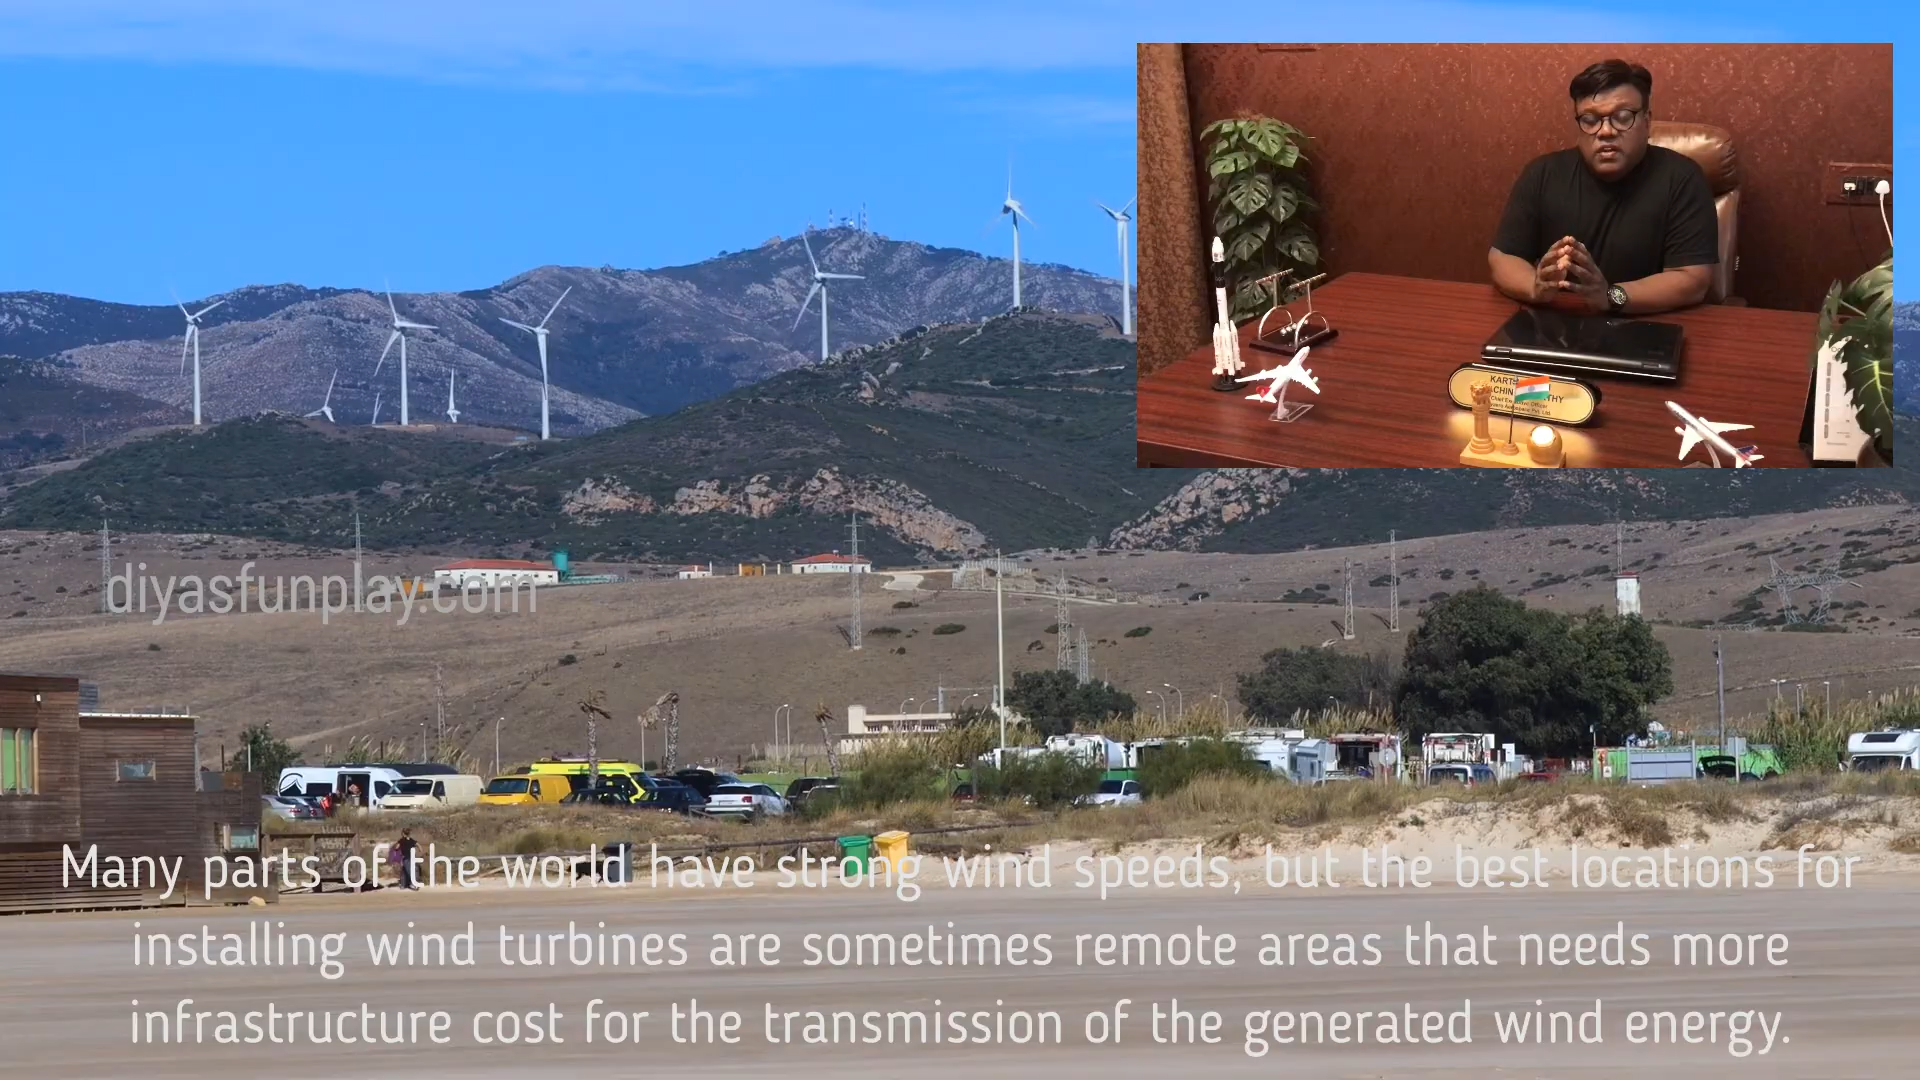 diyasfunplay.com
Many parts of the world have strong wind speeds, but the best locations for
installing wind turbines are sometimes remote areas that needs more
infrastructure cost for the transmission of the generated wind energy.